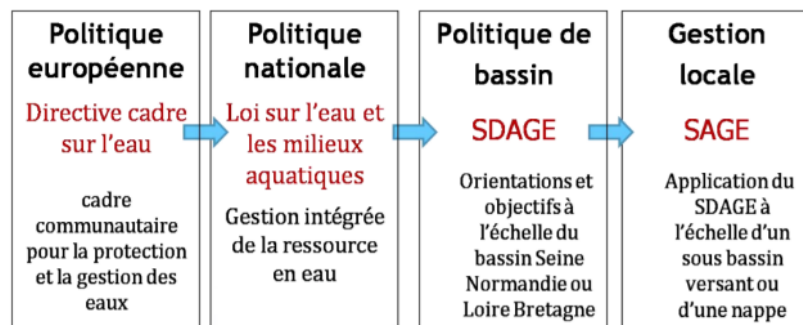 Politique
européenne
Directive cadre
sur l'eau
cadre
communautaire
pour la protection
et la gestion des
eaux
Politique
nationale
Loi sur l'eau et
les milieux
aquatiques
Gestion intégrée
de la ressource
en eau
Politique de
bassin
SDAGE
Orientations et
objectifs à
l'échelle du
bassin Seine
Normandie ou
Loire Bretagne
Gestion
locale
SAGE
Application du
SDAGE à
l'échelle d'un
sous bassin
versant ou
d'une nappe